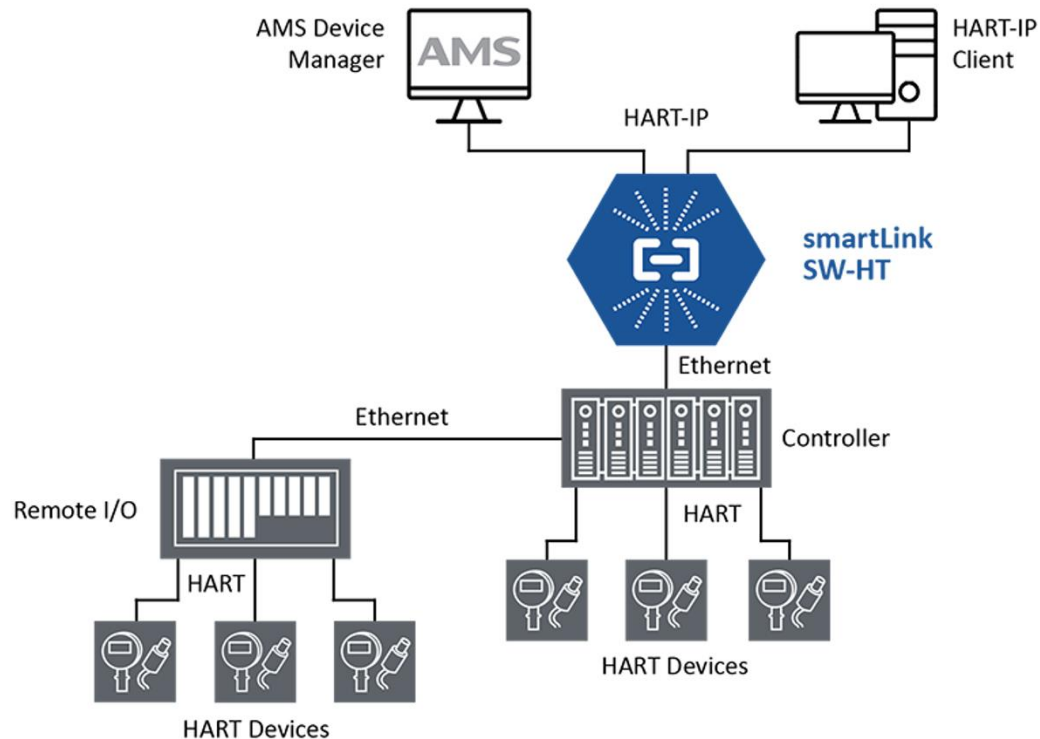 AMS Device
Manager
AMS
HART-IP
Client
HART-IP
smartLink
SW-HT
Ethernet
Ethernet
Controller
Remote I/O
HART
HART
HART Devices
HART Devices